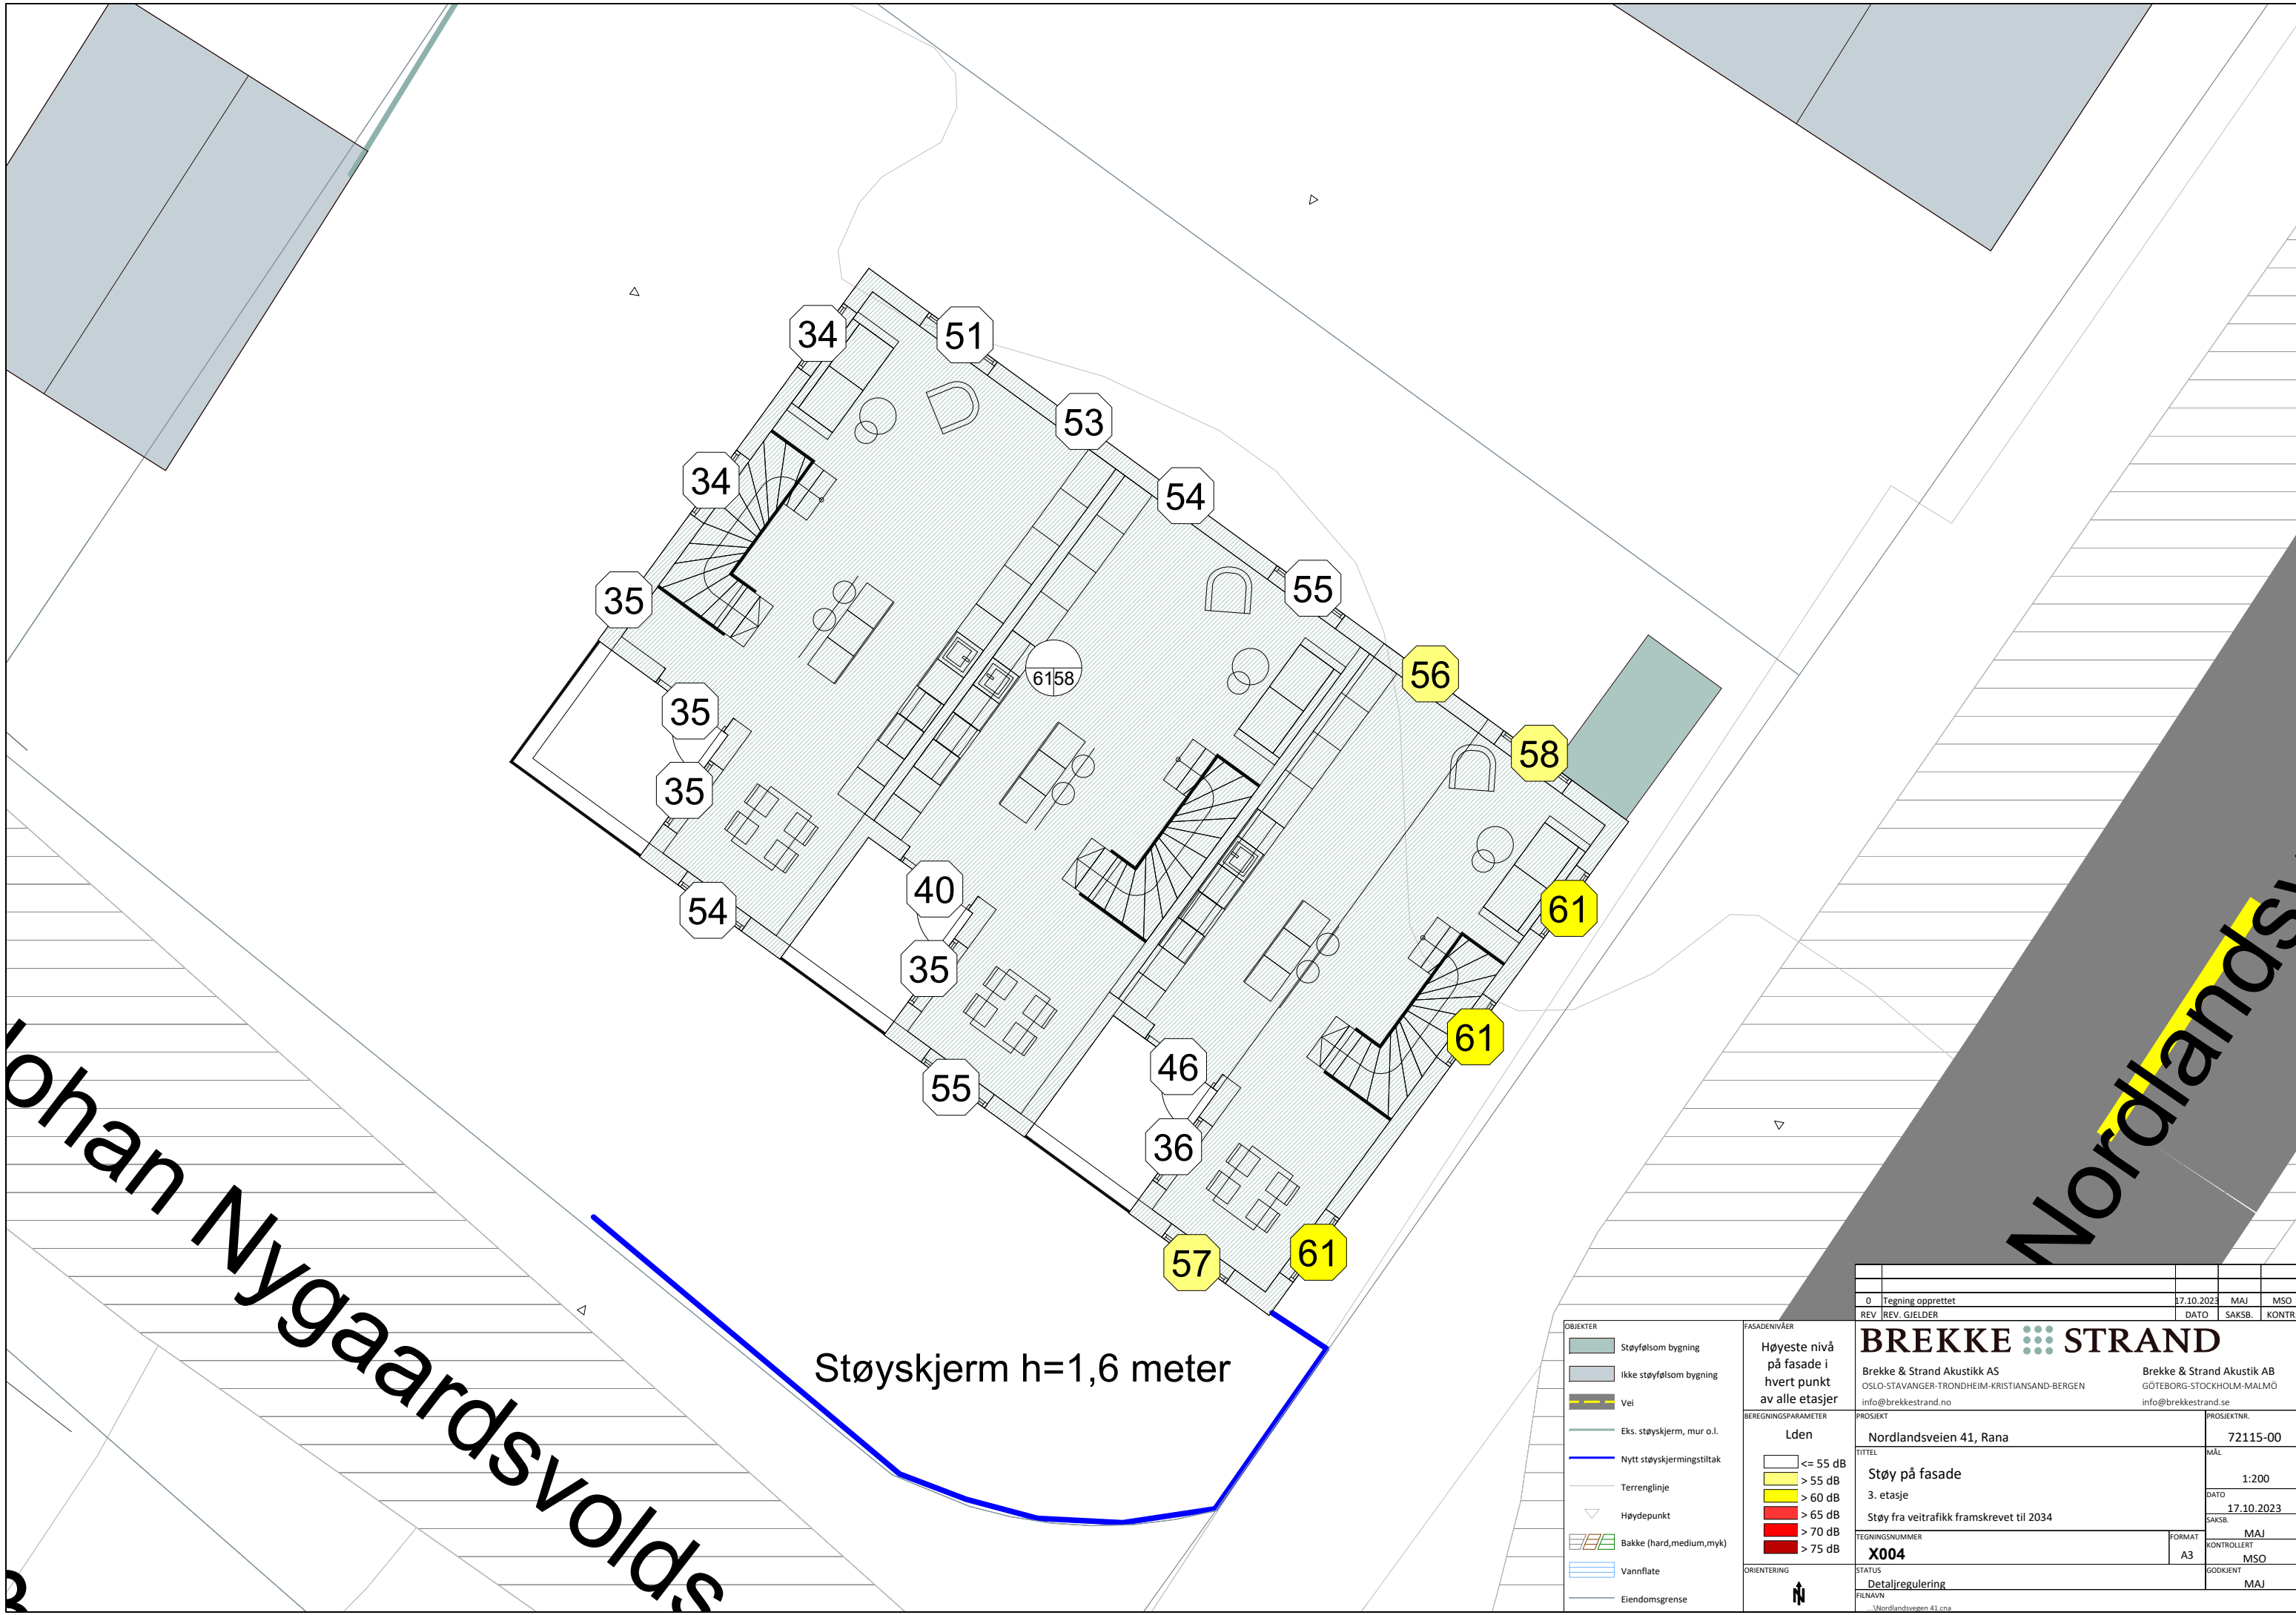 34
51
53
34
54
55
35
6158
56
35
58
35
40
61
54
35
61
46
55
36
57
61
ohan Nygaardsvolds
Nordlandsv
Støyskjerm h=1,6 meter
0 Tegning opprettet 17.10.2023 MAJ MSO
REV REV. GJELDER DATO SAKSB. KONTR
OBJEKTER
Støyfølsom bygning
Ikke støyfølsom bygning
Vei
Eks. støyskjerm, mur o.l.
Nytt støyskjermingstiltak
Terrenglinje
Høydepunkt
Bakke (hard,medium,myk)
Vannflate
Eiendomsgrense
FASADENIVÅER
Høyeste nivå
på fasade i
hvert punkt
av alle etasjer
BEREGNINGSPARAMETER
Lden
<= 55 dB
> 55 dB
> 60 dB
> 65 dB
> 70 dB
> 75 dB
ORIENTERING
N
BREKKE STRAND
Brekke & Strand Akustikk AS
OSLO-STAVANGER-TRONDHEIM-KRISTIANSAND-BERGEN
info@brekkestrand.no
Brekke & Strand Akustik AB
GÖTEBORG-STOCKHOLM-MALMÖ
info@brekkestrand.se
PROSJEKT
Nordlandsveien 41, Rana
PROSJEKTNR.
72115-00
TITTEL
Støy på fasade
3. etasje
Støy fra veitrafikk framskrevet til 2034
MÅL
1:200
DATO
17.10.2023
SAKSB.
MAJ
TEGNINGSNUMMER
X004
FORMAT
A3
KONTROLLERT
MSO
STATUS
Detaljregulering
GODKJENT
MAJ
FILNAVN
...\Nordlandsvegen 41.cna